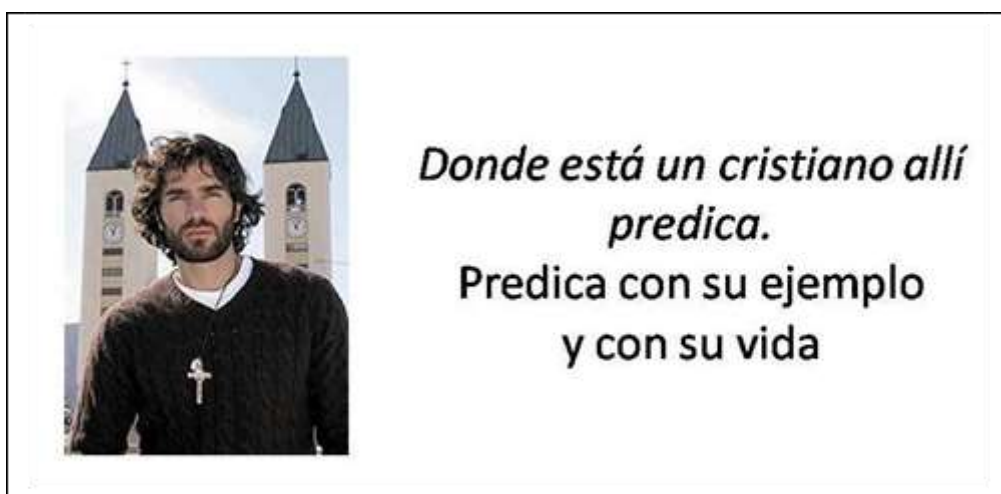 Donde está un cristiano allí
predica.
Predica con su ejemplo
y con su vida